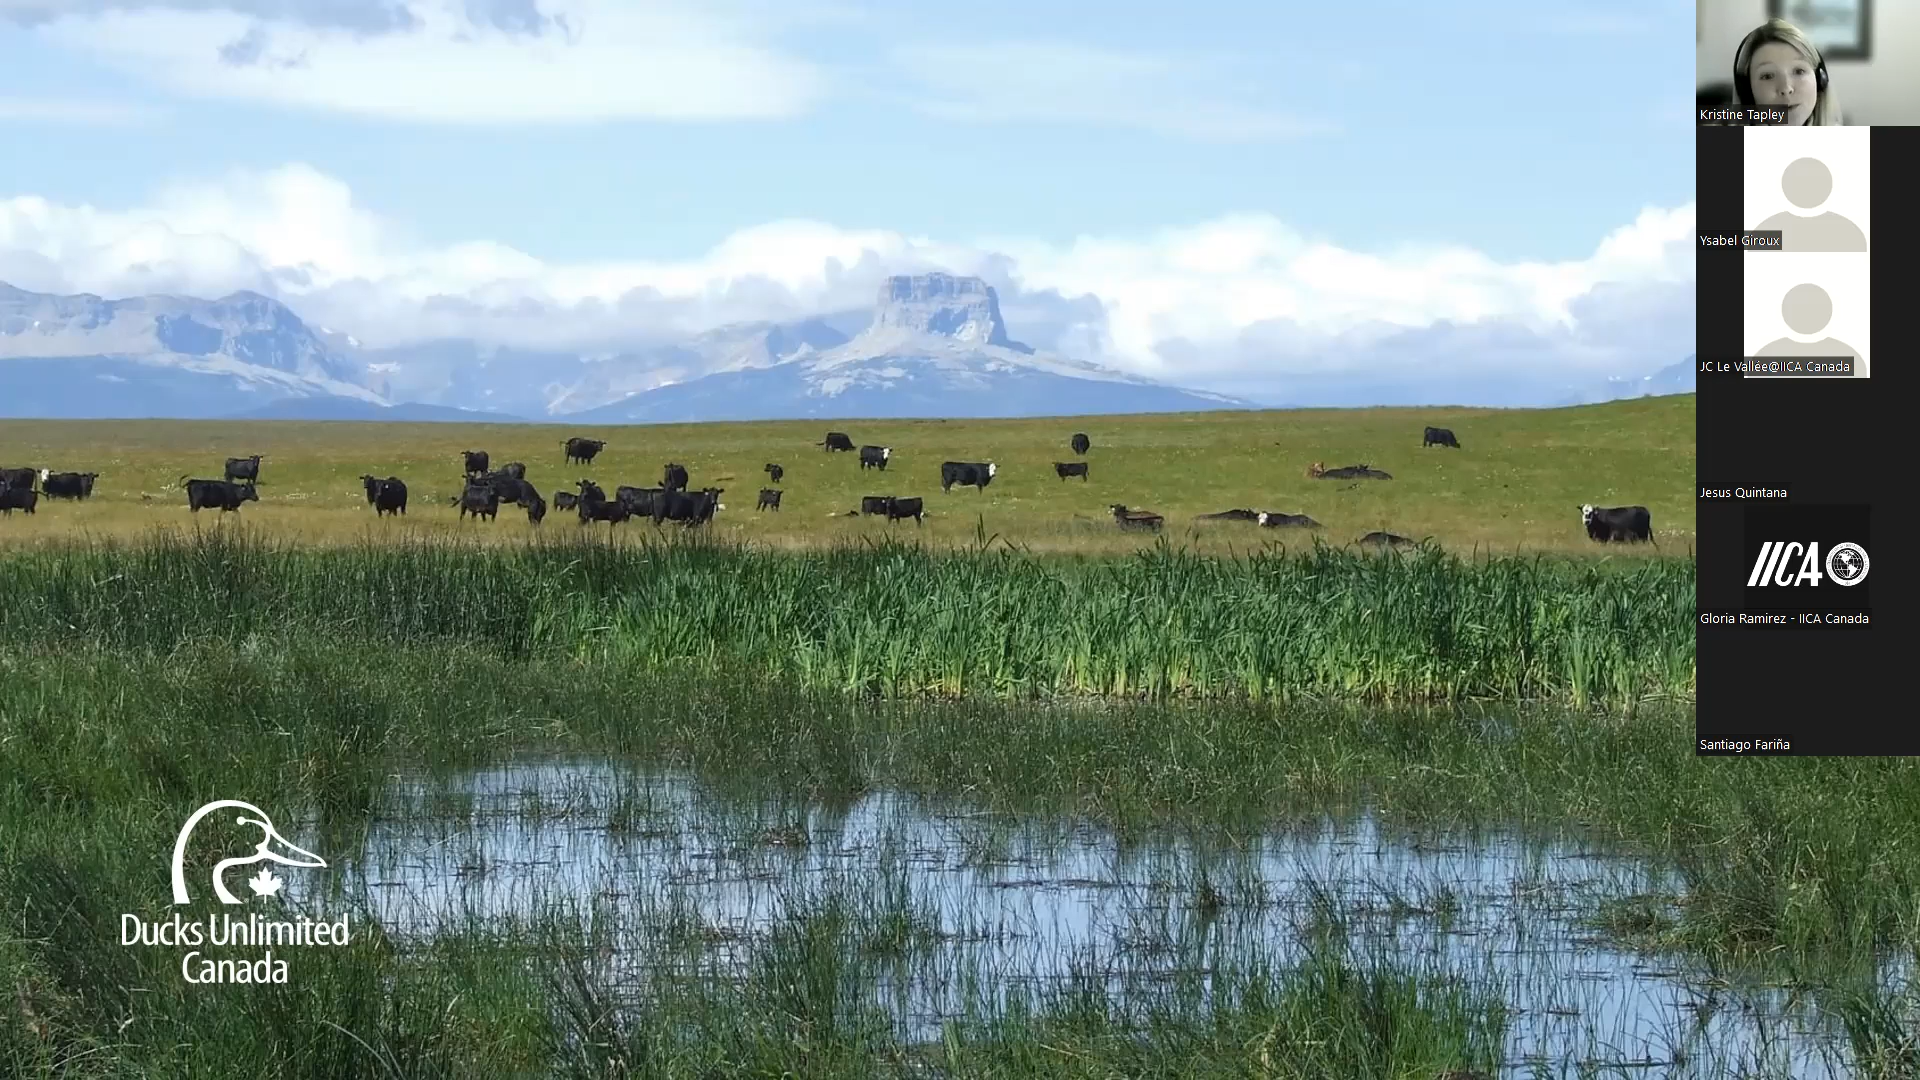 Kristine Tapley
Ysabel Giroux
JC Le Vallée@IICA Canada
Jesus Quintana
IICA
Gloria Ramirez - IICA Canada
Santiago Fariña
Ducks Unlimited
Canada